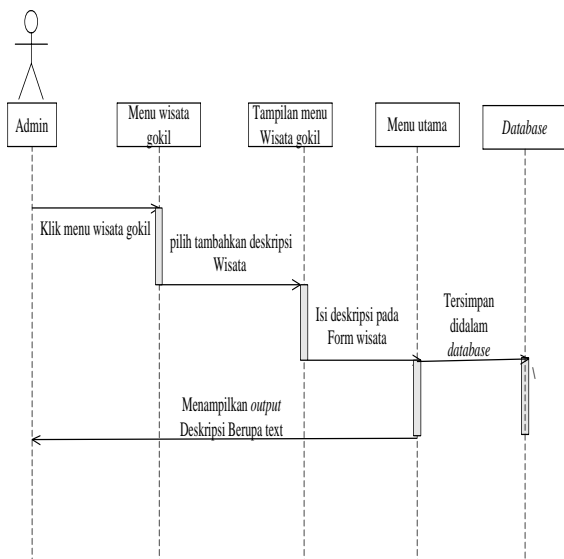 Admin
Menu wisata
gokil
Tampilan menu
Wisata gokil
Menu utama
Database
Klik menu wisata gokil
pilih tambahkan deskripsi
Wisata
Isi deskripsi pada
Form wisata
Tersimpan
didalam
database
\
Menampilkan output
Deskripsi Berupa text